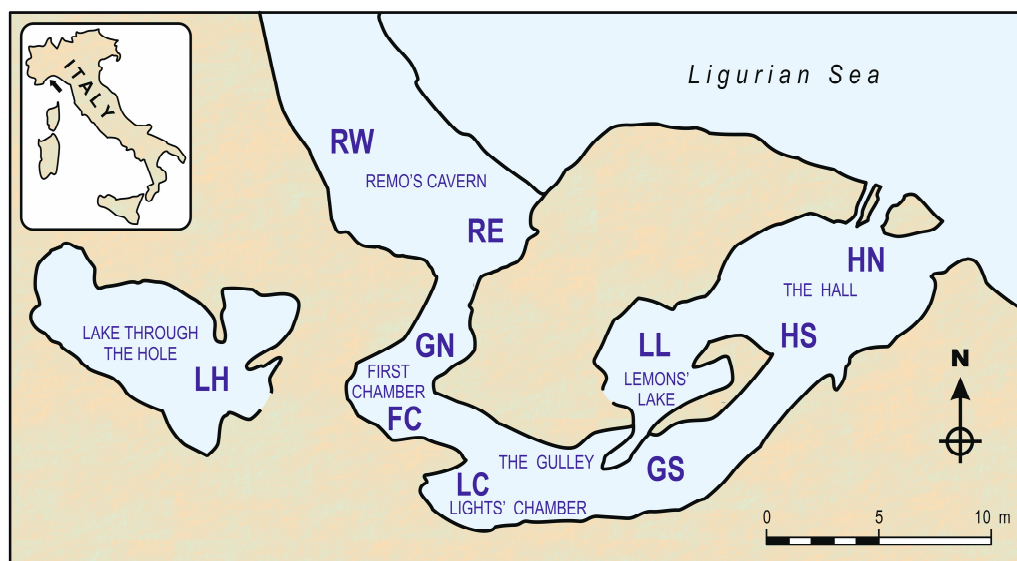 ITALY
Ligurian Sea
RW
REMO'S CAVERN
RE
HN
THE HALL
HS
GN
LL
LAKE THROUGH
THE HOLE
LH
FIRST
CHAMBER
FC
LEMONS'
LAKE
N
THE GULLEY
GS
LC
LIGHTS' CHAMBER
0 5 10 m